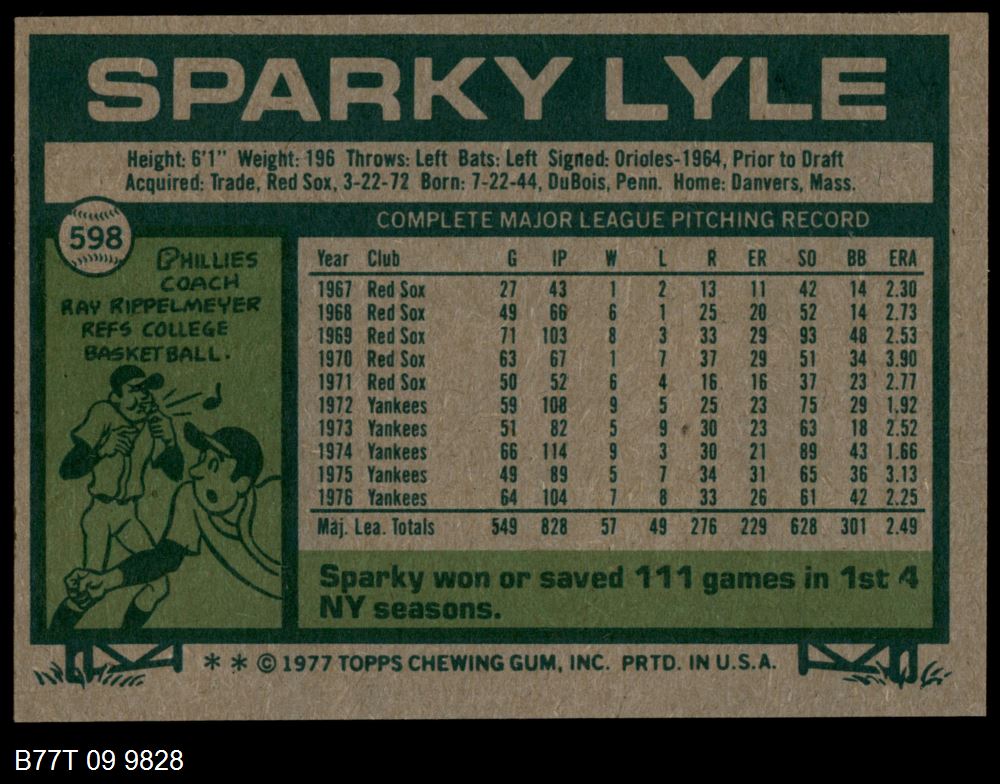 SPARKY LYLE
Height: 6'1" Weight: 196 Throws: Left Bats: Left Signed: Orioles-1964, Prior to Draft
Acquired: Trade, Red Sox, 3-22-72 Born: 7-22-44, DuBois, Penn. Home: Danvers, Mass.
598
PHILLIES
COACH
RAY RIPPELMEYER
REFS COLLEGE
BASKETBALL.
COMPLETE MAJOR LEAGUE PITCHING RECORD
Year Club G IP W L R ER SO BB ERA
1967 Red Sox 27 43 1 2 13 11 42 14 2.30
1968 Red Sox 49 66 6 1 25 20 52 14 2.73
1969 Red Sox 71 103 8 3 33 29 93 48 2.53
1970 Red Sox 63 67 1 7 37 29 51 34 3.90
1971 Red Sox 50 52 6 4 16 16 37 23 2.77
1972 Yankees 59 108 9 5 25 23 75 29 1.92
1973 Yankees 51 82 5 9 30 23 63 18 2.52
1974 Yankees 66 114 9 3 30 21 89 43 1.66
1975 Yankees 49 89 5 7 34 31 65 36 3.13
1976 Yankees 64 104 7 8 33 26 61 42 2.25
Maj. Lea. Totals 549 828 57 49 276 229 628 301 2.49
Sparky won or saved 111 games in 1st 4
NY seasons.
* * © 1977 TOPPS CHEWING GUM, INC. PRTD. IN U.S.A.
B77T 09 9828